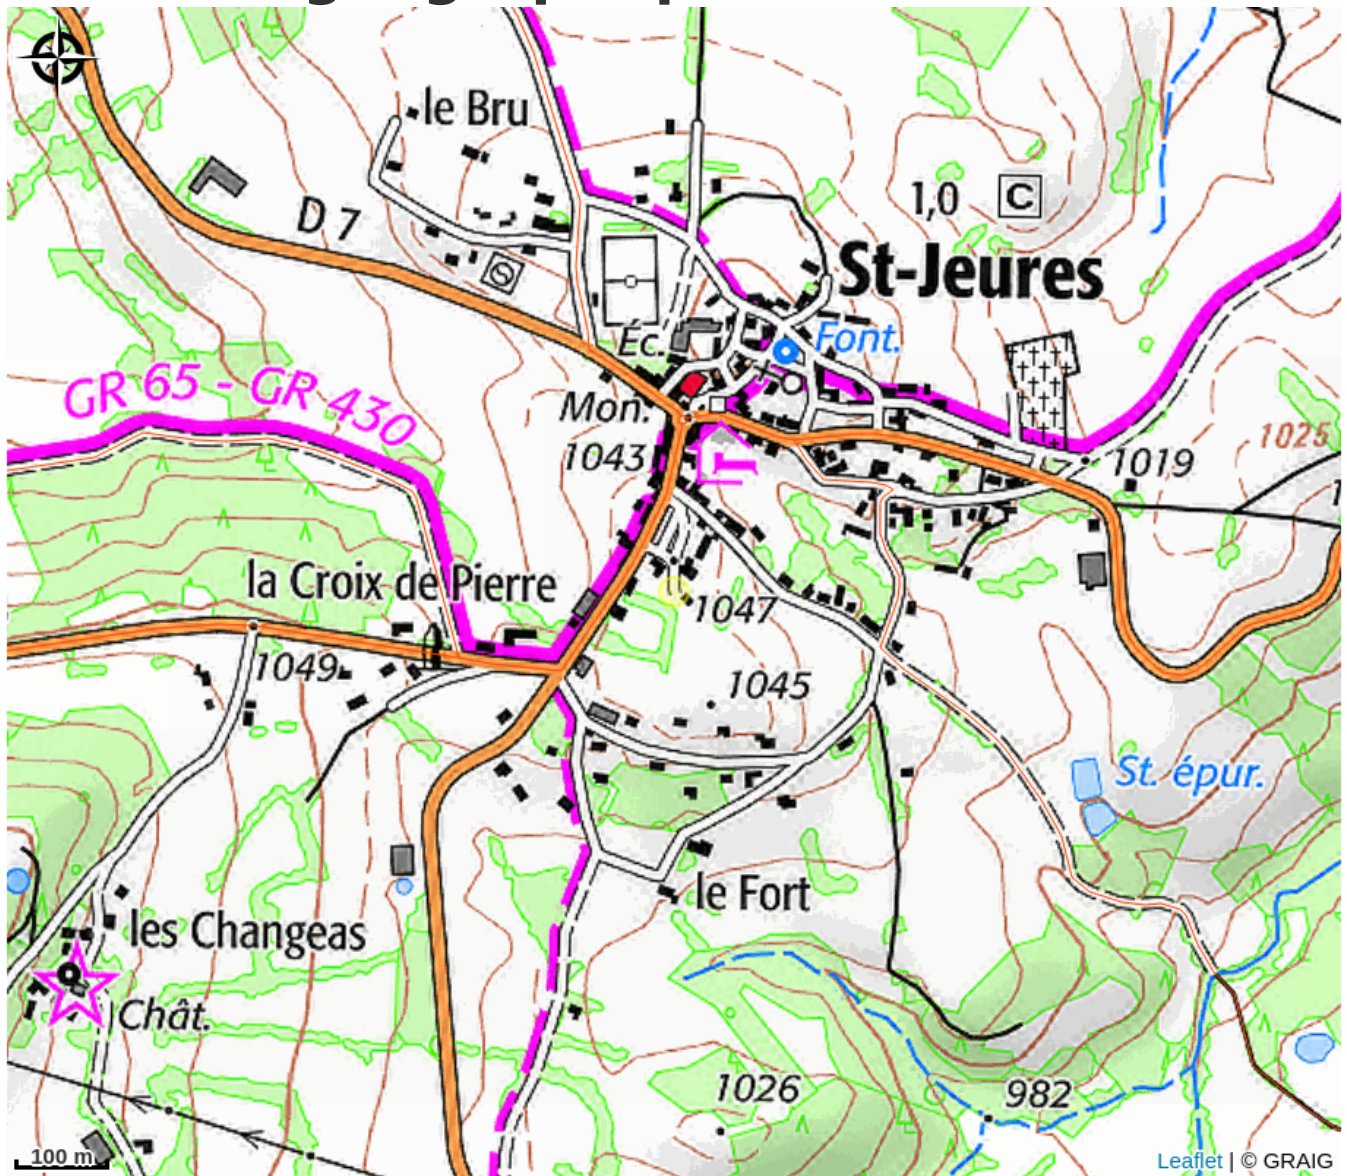 le Bru
D 7
1,0 C
St-Jeures
S
Éc.
Font.
GR 65 - GR 430
Mon.
1043
1025
1019
la Croix de Pierre
1047
1049
1045
St. épur.
le Fort
les Changeas
Chât.
1026
982
100 m
Leaflet | © GRAIG